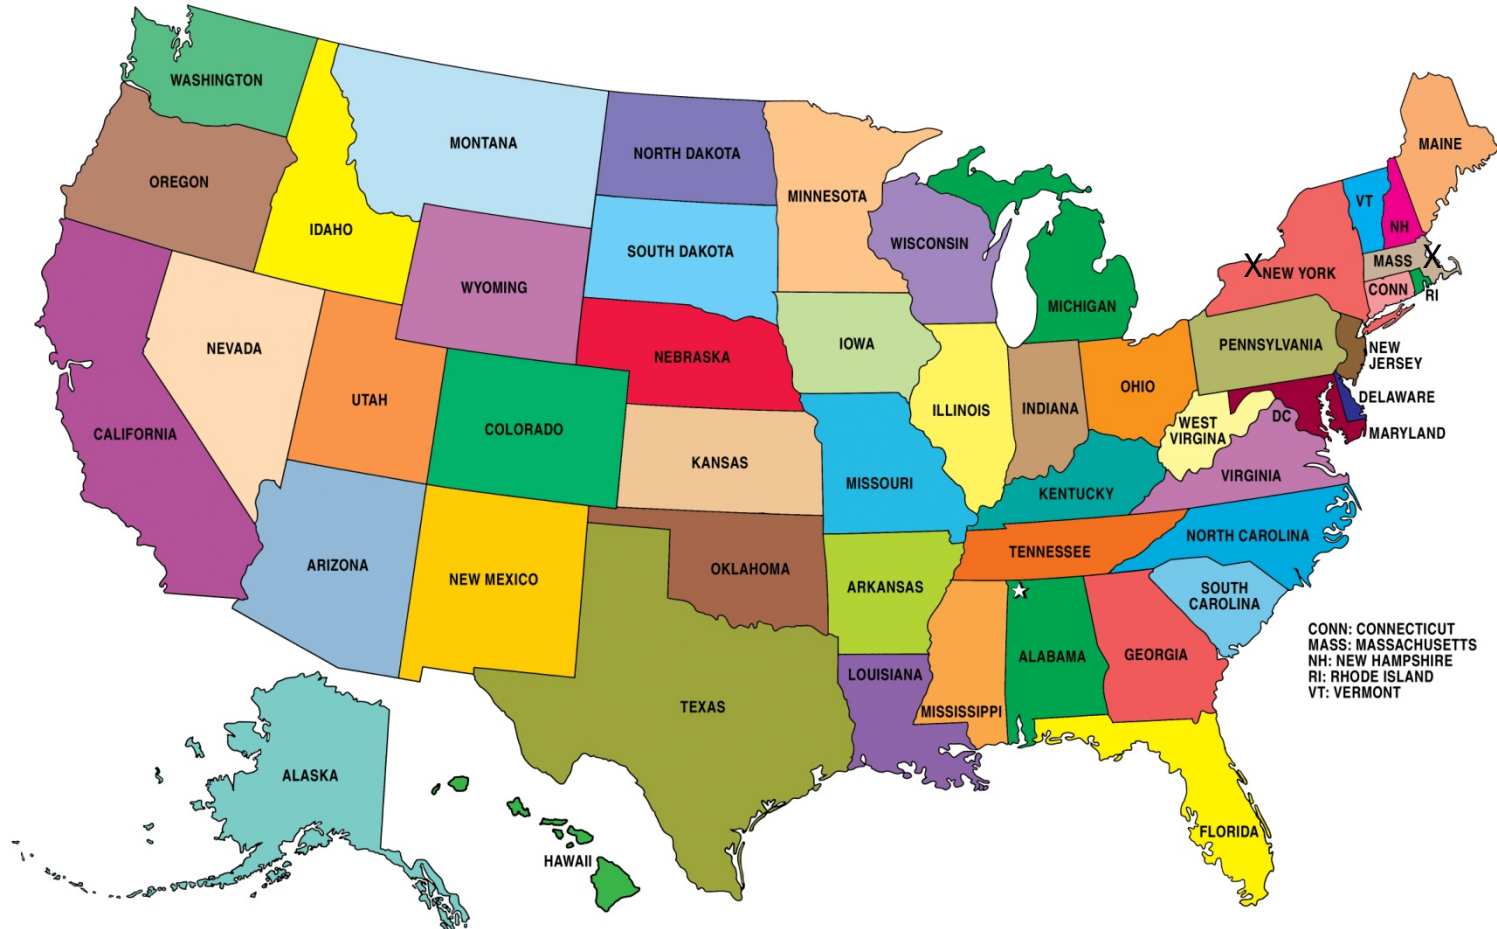 WASHINGTON
OREGON
IDAHO
MONTANA
NORTH DAKOTA
MINNESOTA
SOUTH DAKOTA
WYOMING
WISCONSIN
MICHIGAN
MAINE
VT
NH
MASS
X
X
NEW YORK
CONN
RI
CALIFORNIA
NEVADA
UTAH
COLORADO
NEBRASKA
IOWA
ILLINOIS
INDIANA
OHIO
PENNSYLVANIA
NEW
JERSEY
DELAWARE
MARYLAND
DC
WEST
VIRGINA
VIRGINIA
KANSAS
MISSOURI
KENTUCKY
ARIZONA
NEW MEXICO
OKLAHOMA
ARKANSAS
TENNESSEE
NORTH CAROLINA
SOUTH
CAROLINA
TEXAS
LOUISIANA
MISSISSIPPI
ALABAMA
GEORGIA
FLORIDA
ALASKA
HAWAII
CONN: CONNECTICUT
MASS: MASSACHUSETTS
NH: NEW HAMPSHIRE
RI: RHODE ISLAND
VT: VERMONT